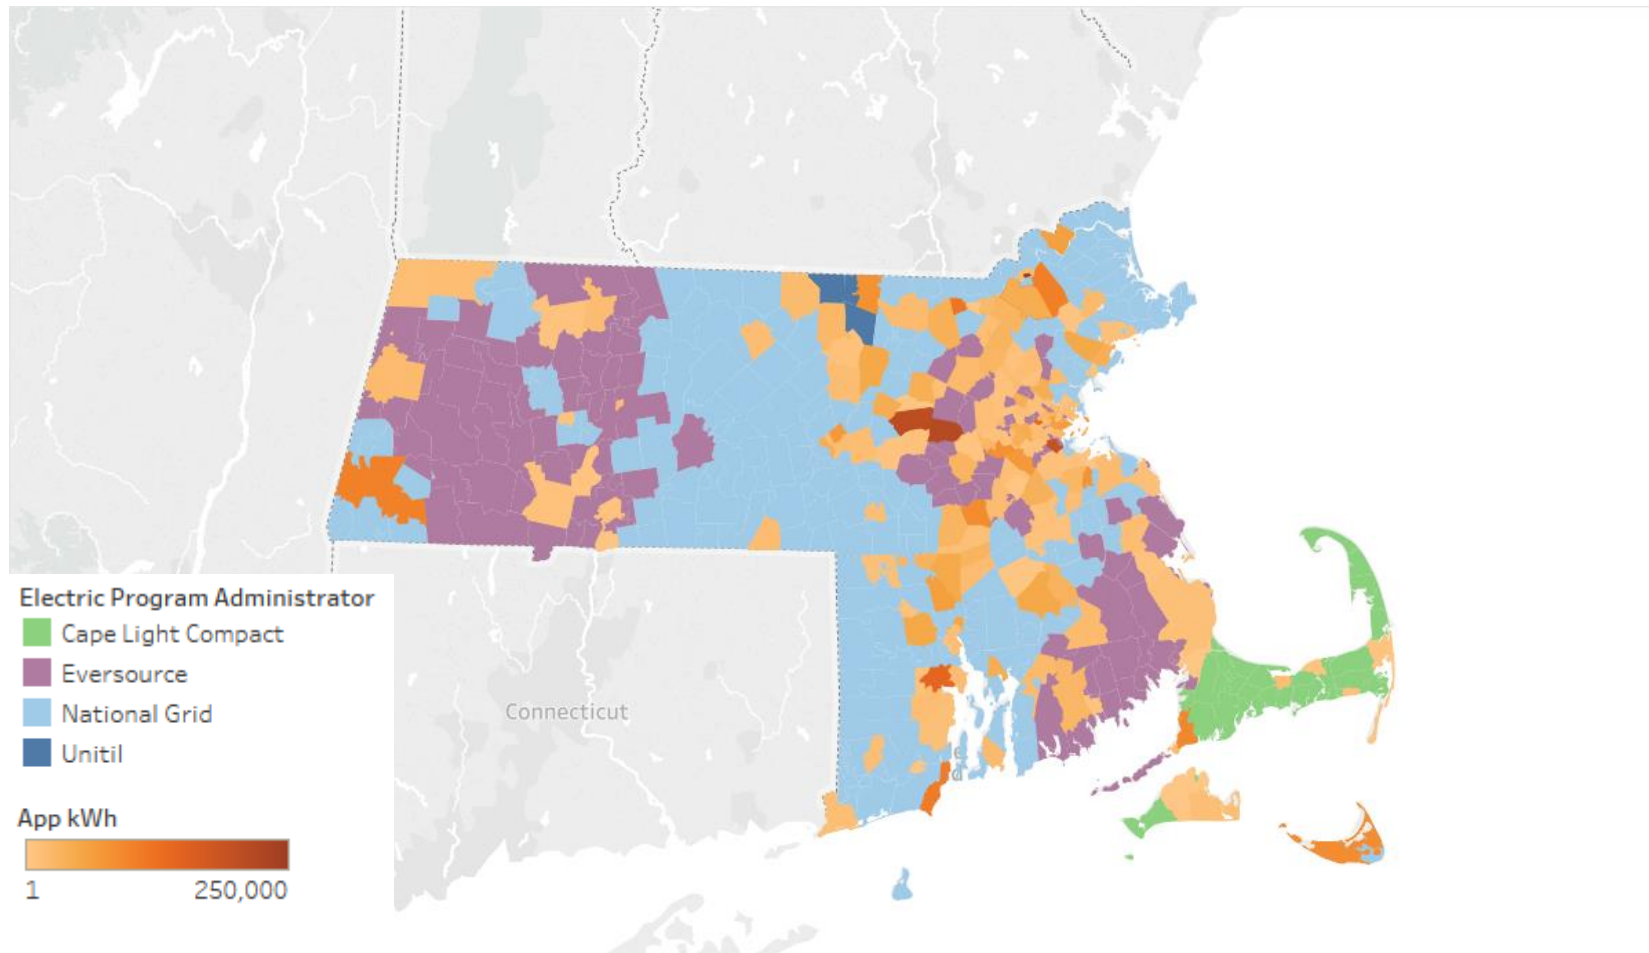 Connecticut
Electric Program Administrator
Cape Light Compact
Eversource
National Grid
Unitil
App kWh
1 250,000